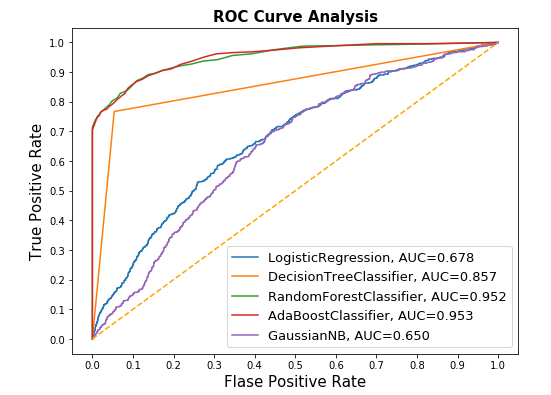 ROC Curve Analysis
True Positive Rate
1.0
0.9
0.8
0.7
0.6
0.5
0.4
0.3
0.2
0.1
0.0
LogisticRegression, AUC=0.678
DecisionTreeClassifier, AUC=0.857
RandomForestClassifier, AUC=0.952
AdaBoostClassifier, AUC=0.953
GaussianNB, AUC=0.650
0.0 0.1 0.2 0.3 0.4 0.5 0.6 0.7 0.8 0.9 1.0
Flase Positive Rate